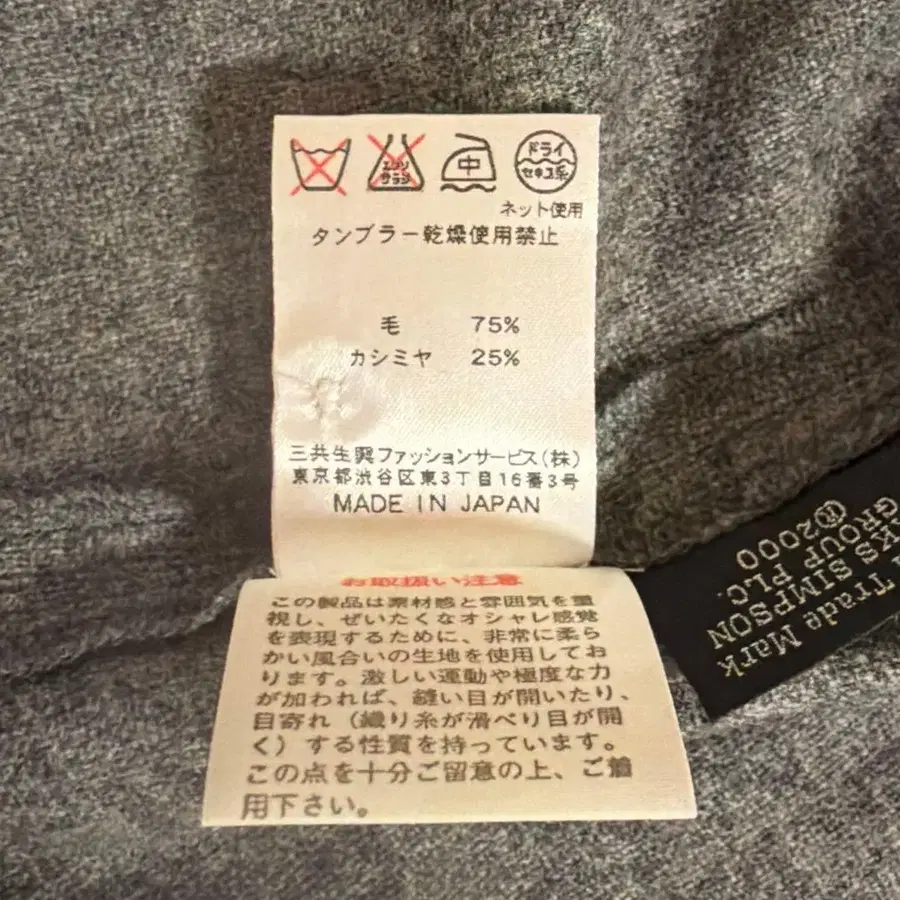 エンソ
サラシ
中
ドライ
セキユ系
ネット使用
タンブラー乾燥使用禁止
毛 75%
カシミヤ 25%
三共生興ファッションサービス(株)
東京都渋谷区東3丁目16番3号
MADE IN JAPAN
お取扱い注意
この製品は素材感と雰囲気を重
視し、ぜいたくなオシャレ感覚
を表現するために、非常に柔ら
かい風合いの生地を使用してお
ります。激しい運動や極度な力
が加われば、縫い目が開いたり、
目寄れ(織り糸が滑べり目が開
く)する性質を持っています。
この点を十分ご留意の上、ご着
用下さい。
Trade Mark
KS SIMPSON
GROUP PLC.
©2000